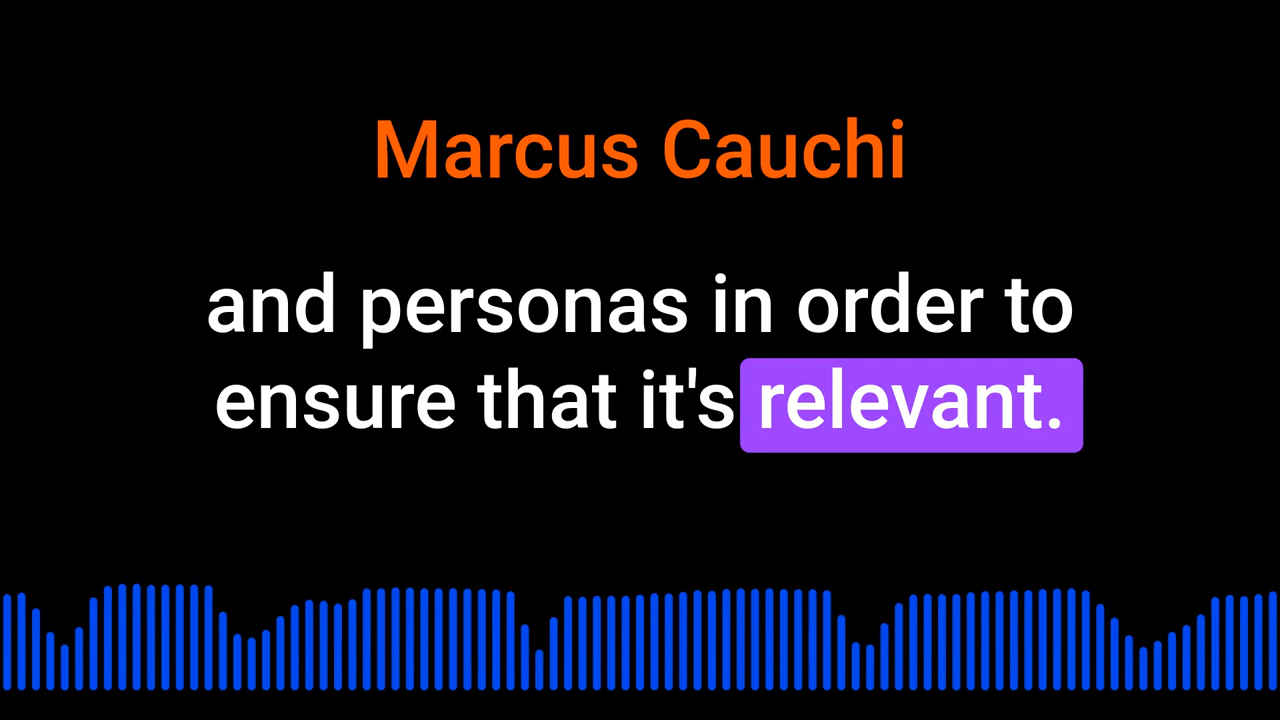 Marcus Cauchi
and personas in order to
ensure that it's relevant.